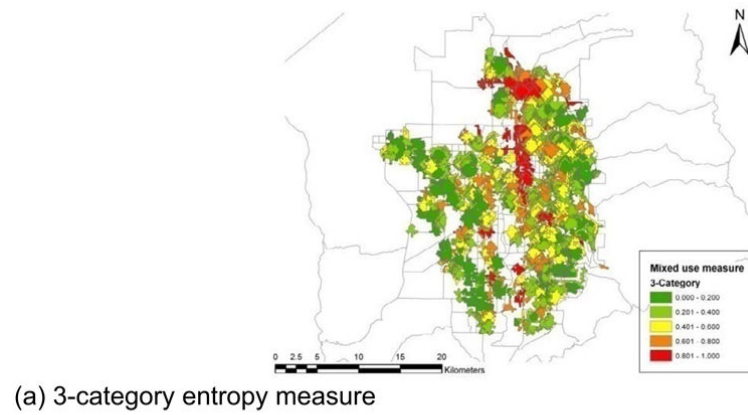 N
Mixed use measure
3-Category
0.000 - 0.200
0.201 - 0.400
0.401 - 0.600
0.601 - 0.800
0.801 - 1.000
0 2.5 5 10 15 20
Kilometers
(a) 3-category entropy measure